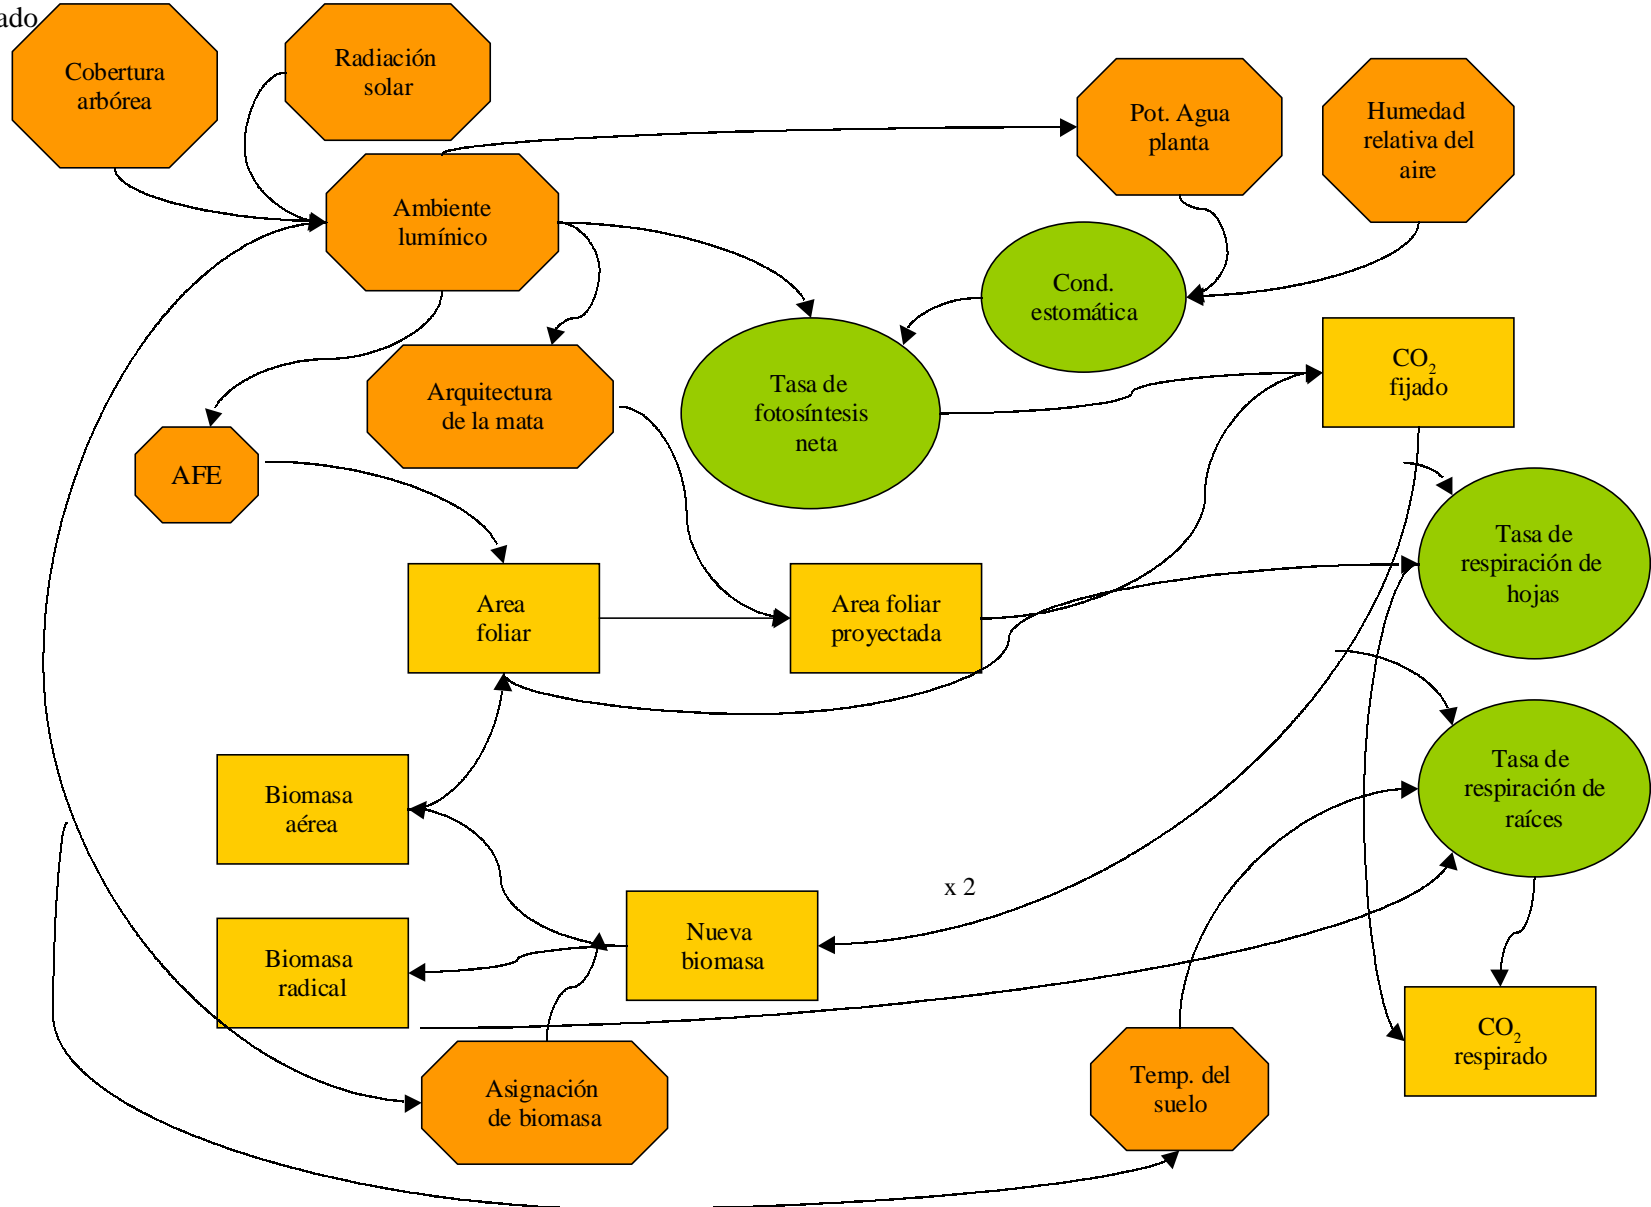 ado
Cobertura
arbórea
Radiación
solar
Pot. Agua
planta
Humedad
relativa del
aire
Ambiente
lumínico
Cond.
estomática
CO2
fijado
Arquitectura
de la mata
Tasa de
fotosíntesis
neta
AFE
Tasa de
respiración de
hojas
Area
foliar
Area foliar
proyectada
Tasa de
respiración de
raíces
Biomasa
aérea
x 2
Nueva
biomasa
Biomasa
radical
CO2
respirado
Asignación
de biomasa
Temp. del
suelo